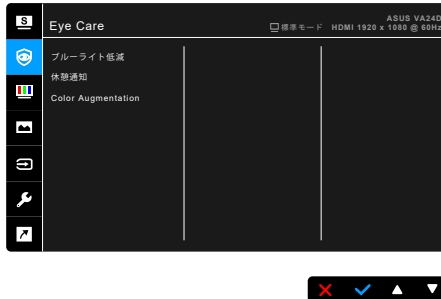 S
Eye Care
ASUS VA24D
標準モード HDMI 1920 x 1080 @ 60Hz
ブルーライト低減
休憩通知
Color Augmentation